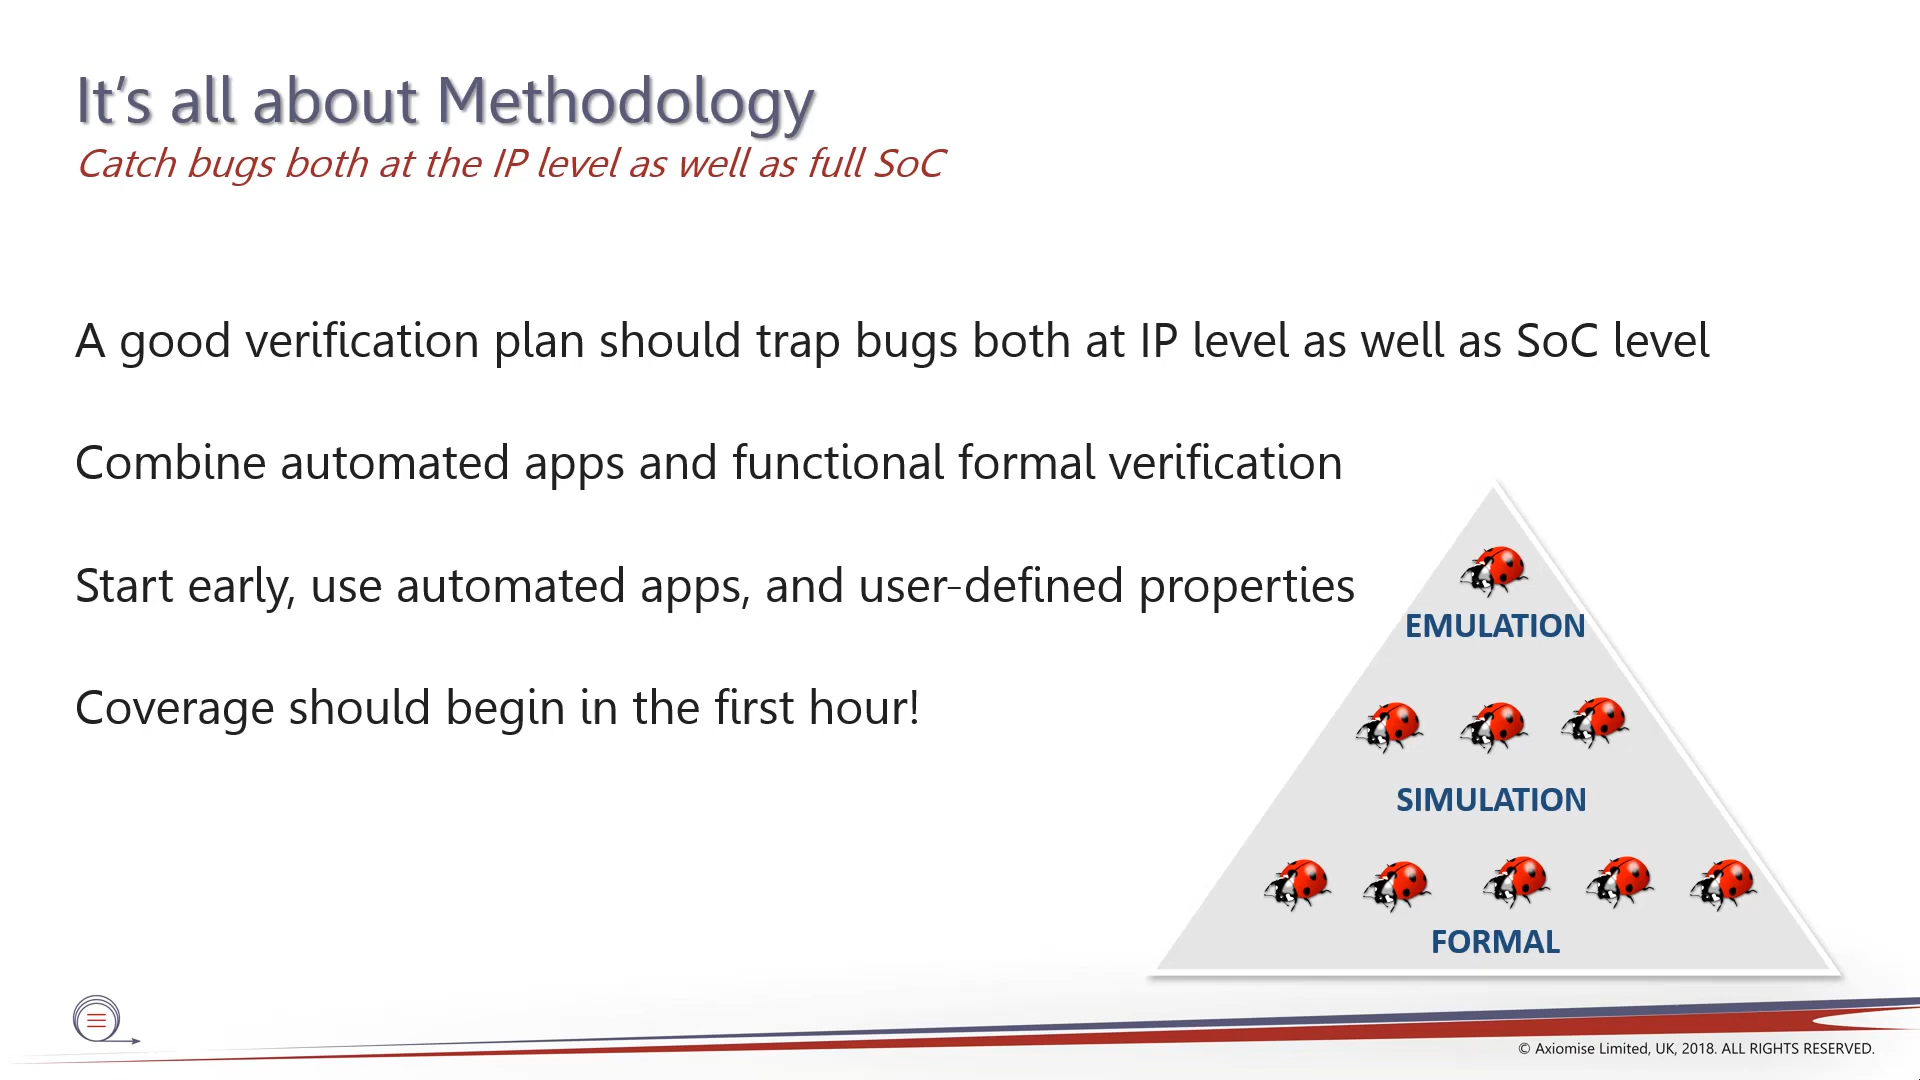 It's all about Methodology
Catch bugs both at the IP level as well as full SoC
A good verification plan should trap bugs both at IP level as well as SoC level
Combine automated apps and functional formal verification
Start early, use automated apps, and user-defined properties
Coverage should begin in the first hour!
EMULATION
SIMULATION
FORMAL
© Axiomise Limited, UK, 2018. ALL RIGHTS RESERVED.